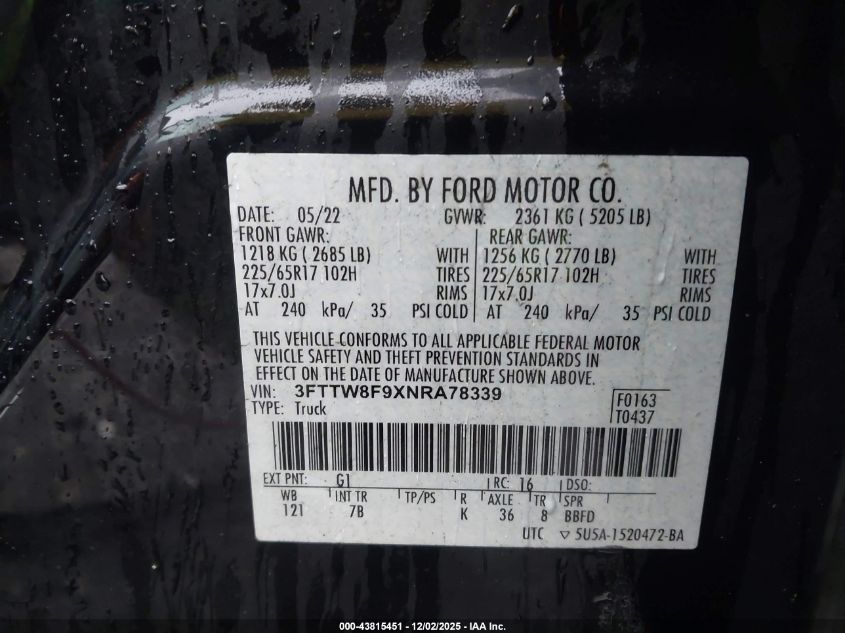 MFD. BY FORD MOTOR CO.
DATE: 05/22 GVWR: 2361 KG ( 5205 LB)
FRONT GAWR: REAR GAWR:
1218 KG ( 2685 LB) WITH 1256 KG ( 2770 LB) WITH
225/65R17 102H TIRES 225/65R17 102H TIRES
17x7.0J RIMS 17x7.0J RIMS
AT 240 kPa/ 35 PSI COLD AT 240 kPa/ 35 PSI COLD
THIS VEHICLE CONFORMS TO ALL APPLICABLE FEDERAL MOTOR
VEHICLE SAFETY AND THEFT PREVENTION STANDARDS IN
EFFECT ON THE DATE OF MANUFACTURE SHOWN ABOVE.
VIN: 3FTTW8F9XNRA78339 F0163
TYPE: Truck T0437
EXT PNT: G1 RC: 16 DSO:
WB INT TR TP/PS R AXLE TR SPR
121 7B K 36 8 BBFD
UTC ▽ 5U5A-1520472-BA
000-43815451 - 12/02/2025 - IAA Inc.